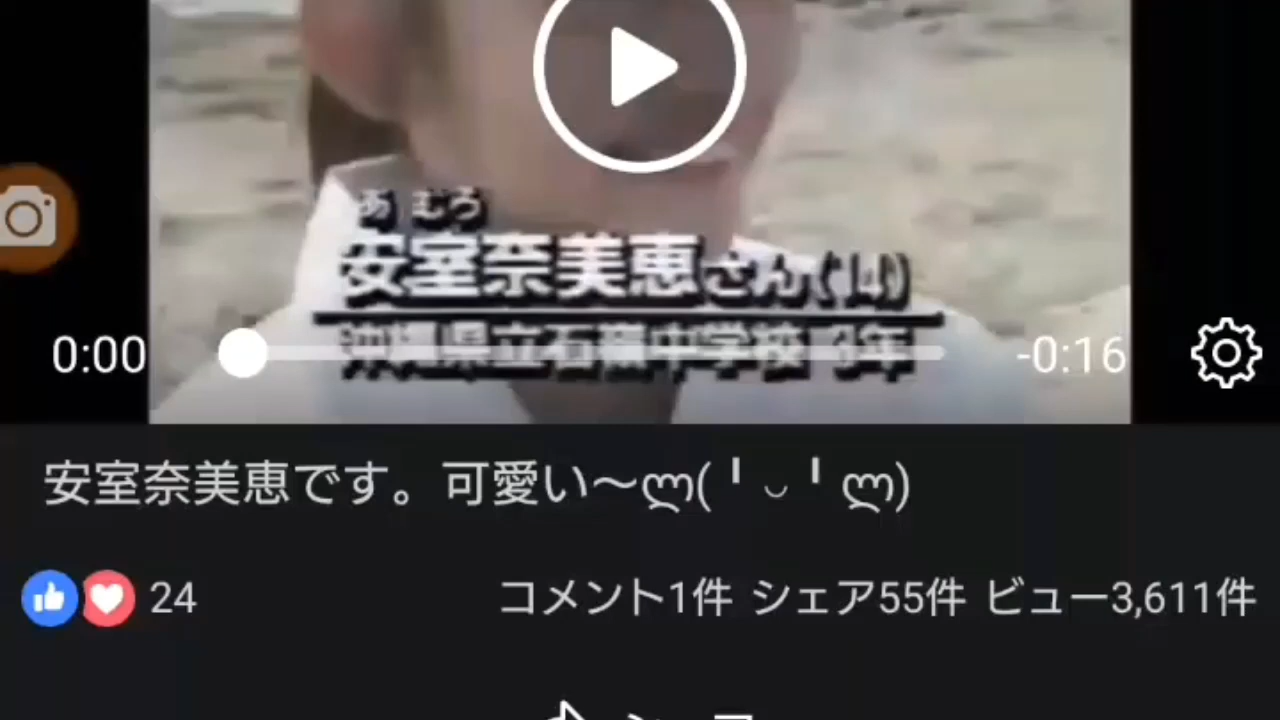 あむろ
安室奈美恵さん(14)
沖縄県立石嶺中学校 3年
0:00
-0:16
安室奈美恵です。可愛い〜ლ(╹◡╹ლ)
24
コメント1件 シェア55件 ビュー3,611件